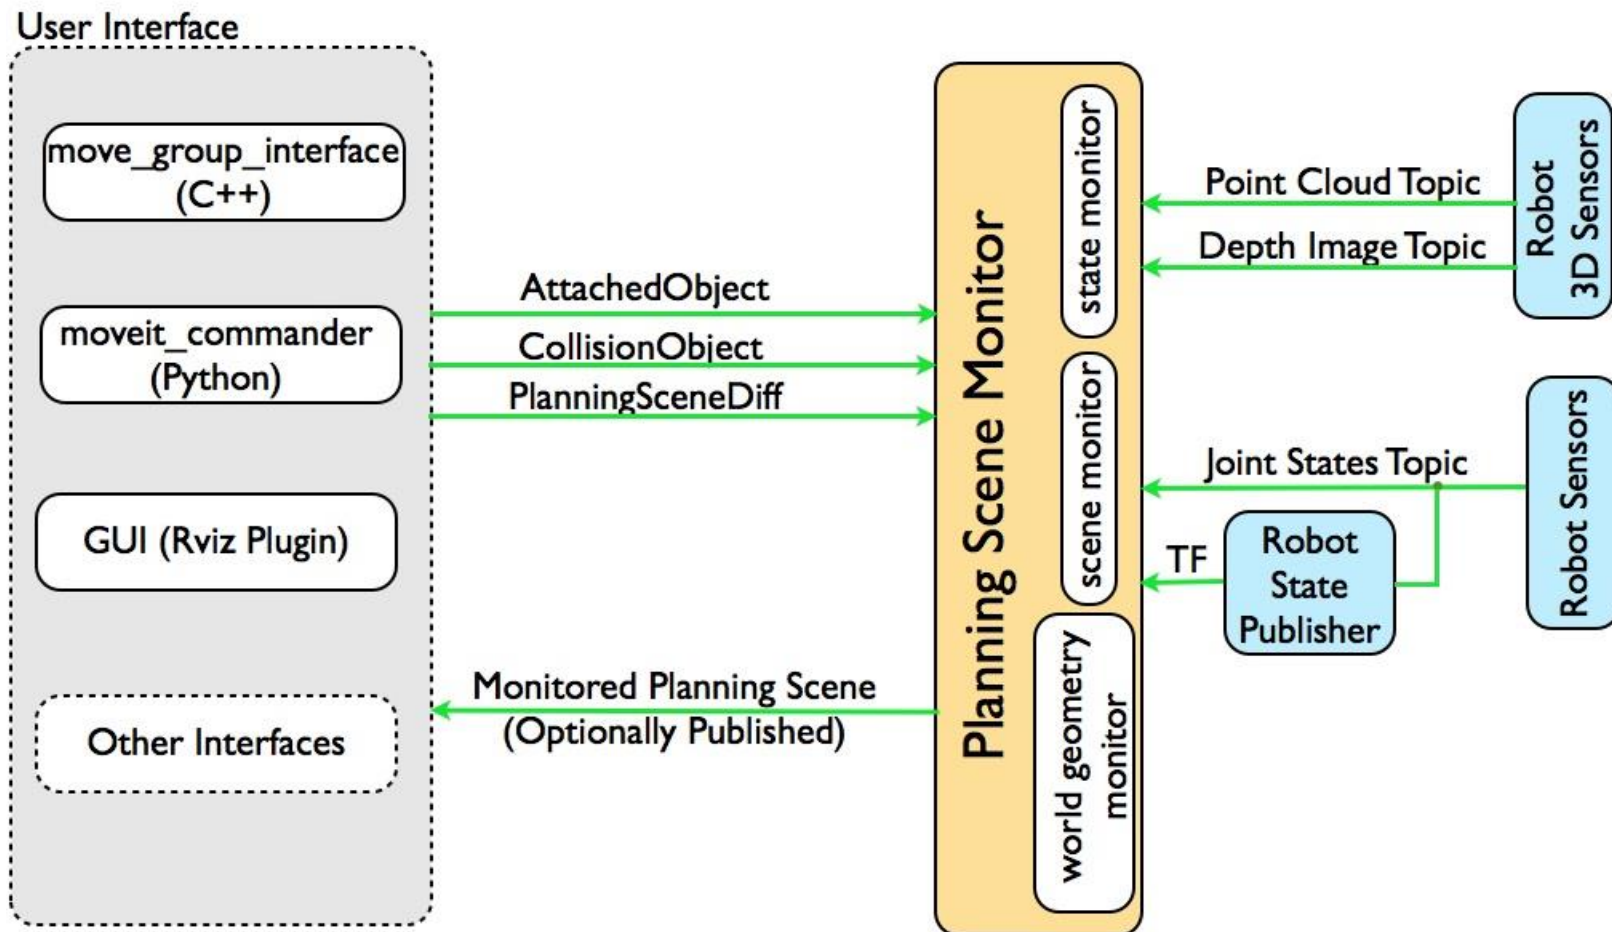 User Interface
move_group_interface
(C++)
moveit_commander
(Python)
GUI (Rviz Plugin)
Other Interfaces
AttachedObject
CollisionObject
PlanningSceneDiff
Monitored Planning Scene
(Optionally Published)
Planning Scene Monitor
state monitor
scene monitor
world geometry
monitor
Point Cloud Topic
Depth Image Topic
Joint States Topic
TF
Robot
State
Publisher
Robot
3D Sensors
Robot Sensors